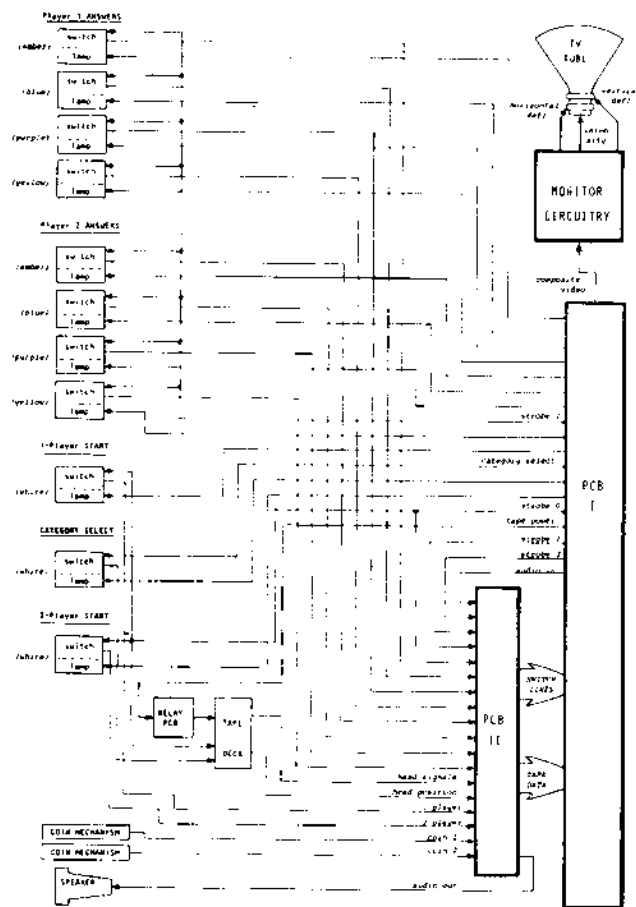 Player 1 ANSWERS
switch
(amber)
lamp
switch
(blue)
lamp
switch
(purple)
lamp
switch
(yellow)
lamp
Player 2 ANSWERS
switch
(amber)
lamp
switch
(blue)
lamp
switch
(purple)
lamp
switch
(yellow)
lamp
1-Player START
switch
(white)
lamp
CATEGORY SELECT
switch
(white)
lamp
2-Player START
switch
(white)
lamp
RELAY
PCB
TAPE
DECK
COIN MECHANISM
COIN MECHANISM
SPEAKER
TV
TUBE
horizontal
defl
vertical
defl
MONITOR
CIRCUITRY
composite
video
strobe
category select
strobe 0
tape power
strobe
strobe
audio in
PCB
I
PCB
II
SWITCH
LINES
TAPE
DATA
head signals
head position
1 player
2 player
coin 1
coin 2
audio out